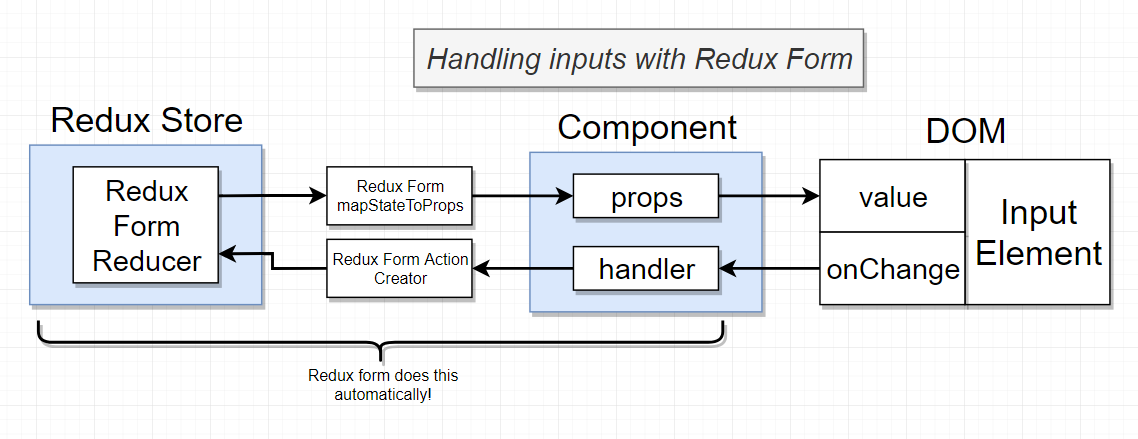 Handling inputs with Redux Form
Redux Store
Component
DOM
Redux
Form
Reducer
Redux Form
mapStateToProps
Redux Form Action
Creator
props
handler
value
onChange
Input
Element
Redux form does this
automatically!